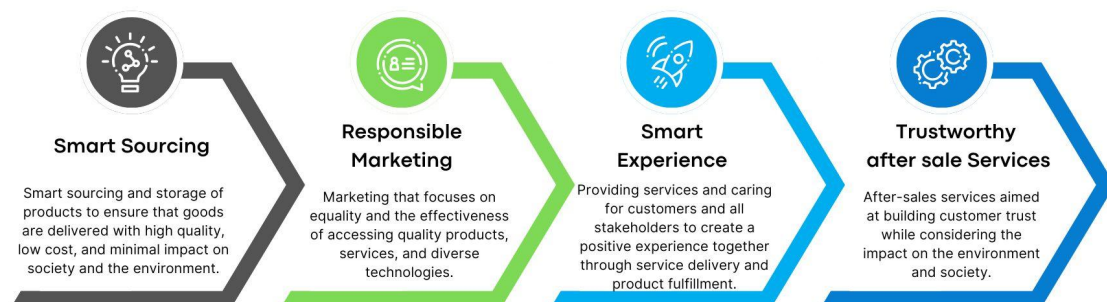 Smart Sourcing
Smart sourcing and storage of
products to ensure that goods
are delivered with high quality,
low cost, and minimal impact on
society and the environment.
Responsible
Marketing
Marketing that focuses on
equality and the effectiveness
of accessing quality products,
services, and diverse
technologies.
Smart
Experience
Providing services and caring
for customers and all
stakeholders to create a
positive experience together
through service delivery and
product fulfillment.
Trustworthy
after sale Services
After-sales services aimed
at building customer trust
while considering the
impact on the environment
and society.